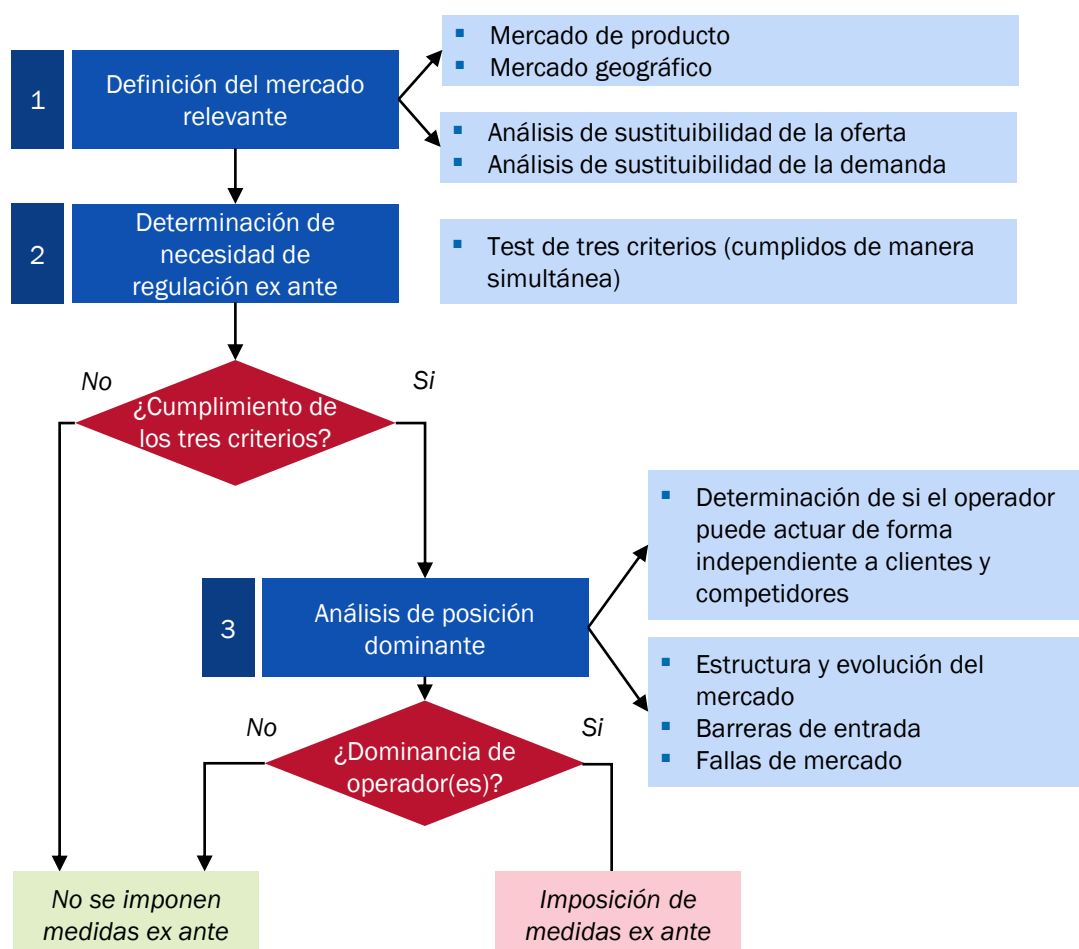 1
Definición del mercado
relevante
▪ Mercado de producto
▪ Mercado geográfico
▪ Análisis de sustituibilidad de la oferta
▪ Análisis de sustituibilidad de la demanda
2
Determinación de
necesidad de
regulación ex ante
▪ Test de tres criterios (cumplidos de manera
simultánea)
No
Si
¿Cumplimiento de
los tres criterios?
3
Análisis de posición
dominante
▪ Determinación de si el operador
puede actuar de forma
independiente a clientes y
competidores
▪ Estructura y evolución del
mercado
▪ Barreras de entrada
▪ Fallas de mercado
No
Si
¿Dominancia de
operador(es)?
No se imponen
medidas ex ante
Imposición de
medidas ex ante